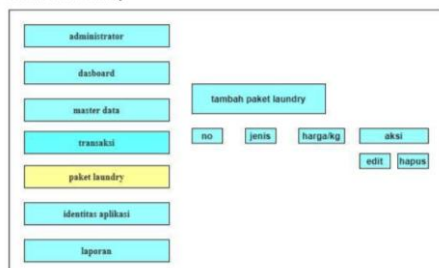 administrator
dasboard
master data
transaksi
paket laundry
identitas aplikasi
laporan
tambah paket laundry
no jenis harga/kg aksi
edit hapus